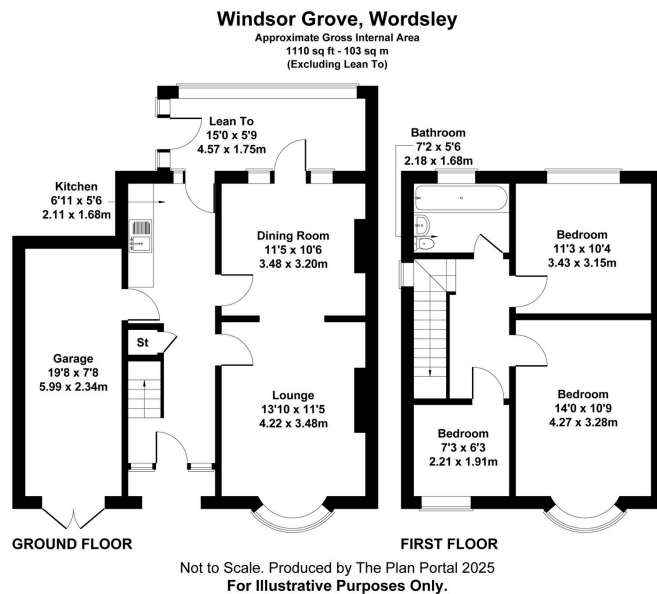 Windsor Grove, Wordsley
Approximate Gross Internal Area
1110 sq ft - 103 sq m
(Excluding Lean To)
Lean To
15'0 x 5'9
4.57 x 1.75m
Kitchen
6'11 x 5'6
2.11 x 1.68m
Dining Room
11'5 x 10'6
3.48 x 3.20m
Garage
19'8 x 7'8
5.99 x 2.34m
St
Lounge
13'10 x 11'5
4.22 x 3.48m
GROUND FLOOR
Bathroom
7'2 x 5'6
2.18 x 1.68m
Bedroom
11'3 x 10'4
3.43 x 3.15m
Bedroom
14'0 x 10'9
4.27 x 3.28m
Bedroom
7'3 x 6'3
2.21 x 1.91m
FIRST FLOOR
Not to Scale. Produced by The Plan Portal 2025
For Illustrative Purposes Only.